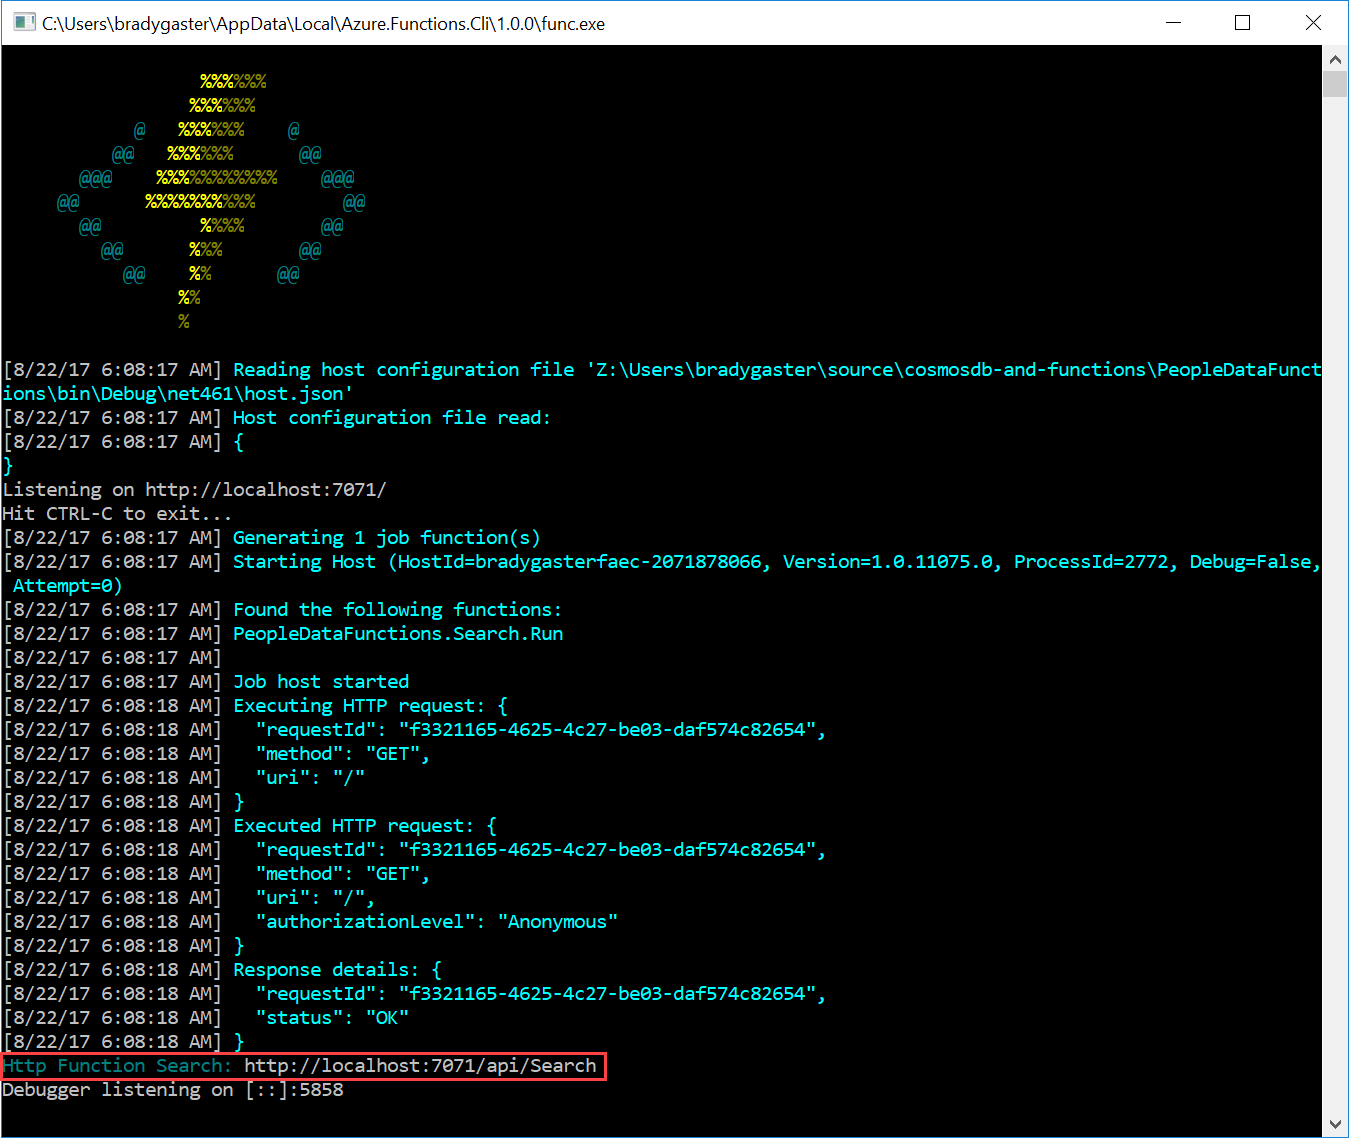 C:\Users\bradygaster\AppData\Local\Azure.Functions.Cli\1.0.0\func.exe
%%%%%%
%%%%%%
@ %%%%%% @
@@ %%%%%% @@
@@@ %%%%%%%%%%% @@@
@@ %%%%%%%%%% @@
@@ %%%% @@
@@ %%% @@
@@ %% @@
%%
%
[8/22/17 6:08:17 AM] Reading host configuration file 'Z:\Users\bradygaster\source\cosmosdb-and-functions\PeopleDataFunct
ions\bin\Debug\net461\host.json'
[8/22/17 6:08:17 AM] Host configuration file read:
[8/22/17 6:08:17 AM] {
}
Listening on http://localhost:7071/
Hit CTRL-C to exit...
[8/22/17 6:08:17 AM] Generating 1 job function(s)
[8/22/17 6:08:17 AM] Starting Host (HostId=bradygasterfaec-2071878066, Version=1.0.11075.0, ProcessId=2772, Debug=False,
Attempt=0)
[8/22/17 6:08:17 AM] Found the following functions:
[8/22/17 6:08:17 AM] PeopleDataFunctions.Search.Run
[8/22/17 6:08:17 AM]
[8/22/17 6:08:17 AM] Job host started
[8/22/17 6:08:18 AM] Executing HTTP request: {
[8/22/17 6:08:18 AM]   "requestId": "f3321165-4625-4c27-be03-daf574c82654",
[8/22/17 6:08:18 AM]   "method": "GET",
[8/22/17 6:08:18 AM]   "uri": "/"
[8/22/17 6:08:18 AM] }
[8/22/17 6:08:18 AM] Executed HTTP request: {
[8/22/17 6:08:18 AM]   "requestId": "f3321165-4625-4c27-be03-daf574c82654",
[8/22/17 6:08:18 AM]   "method": "GET",
[8/22/17 6:08:18 AM]   "uri": "/",
[8/22/17 6:08:18 AM]   "authorizationLevel": "Anonymous"
[8/22/17 6:08:18 AM] }
[8/22/17 6:08:18 AM] Response details: {
[8/22/17 6:08:18 AM]   "requestId": "f3321165-4625-4c27-be03-daf574c82654",
[8/22/17 6:08:18 AM]   "status": "OK"
[8/22/17 6:08:18 AM] }
Http Function Search: http://localhost:7071/api/Search
Debugger listening on [::]:5858